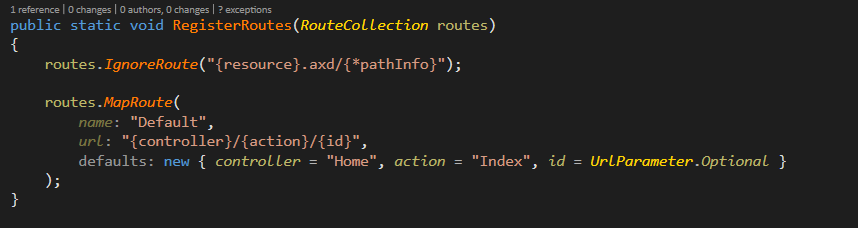 1 reference | 0 changes | 0 authors, 0 changes | ? exceptions
public static void RegisterRoutes(RouteCollection routes)
{
    routes.IgnoreRoute("{resource}.axd/{*pathInfo}");

    routes.MapRoute(
        name: "Default",
        url: "{controller}/{action}/{id}",
        defaults: new { controller = "Home", action = "Index", id = UrlParameter.Optional }
    );
}